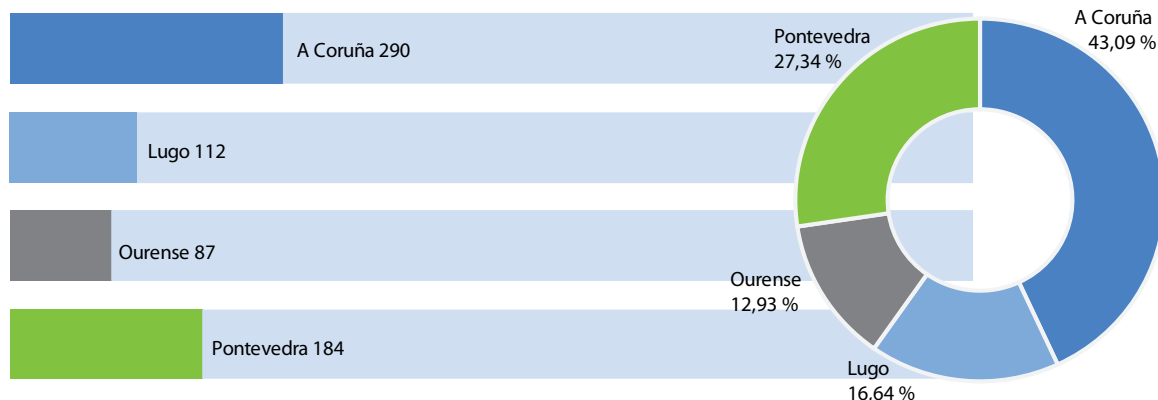 A Coruña 290
Lugo 112
Ourense 87
Pontevedra 184
A Coruña
43,09 %
Pontevedra
27,34 %
Ourense
12,93 %
Lugo
16,64 %